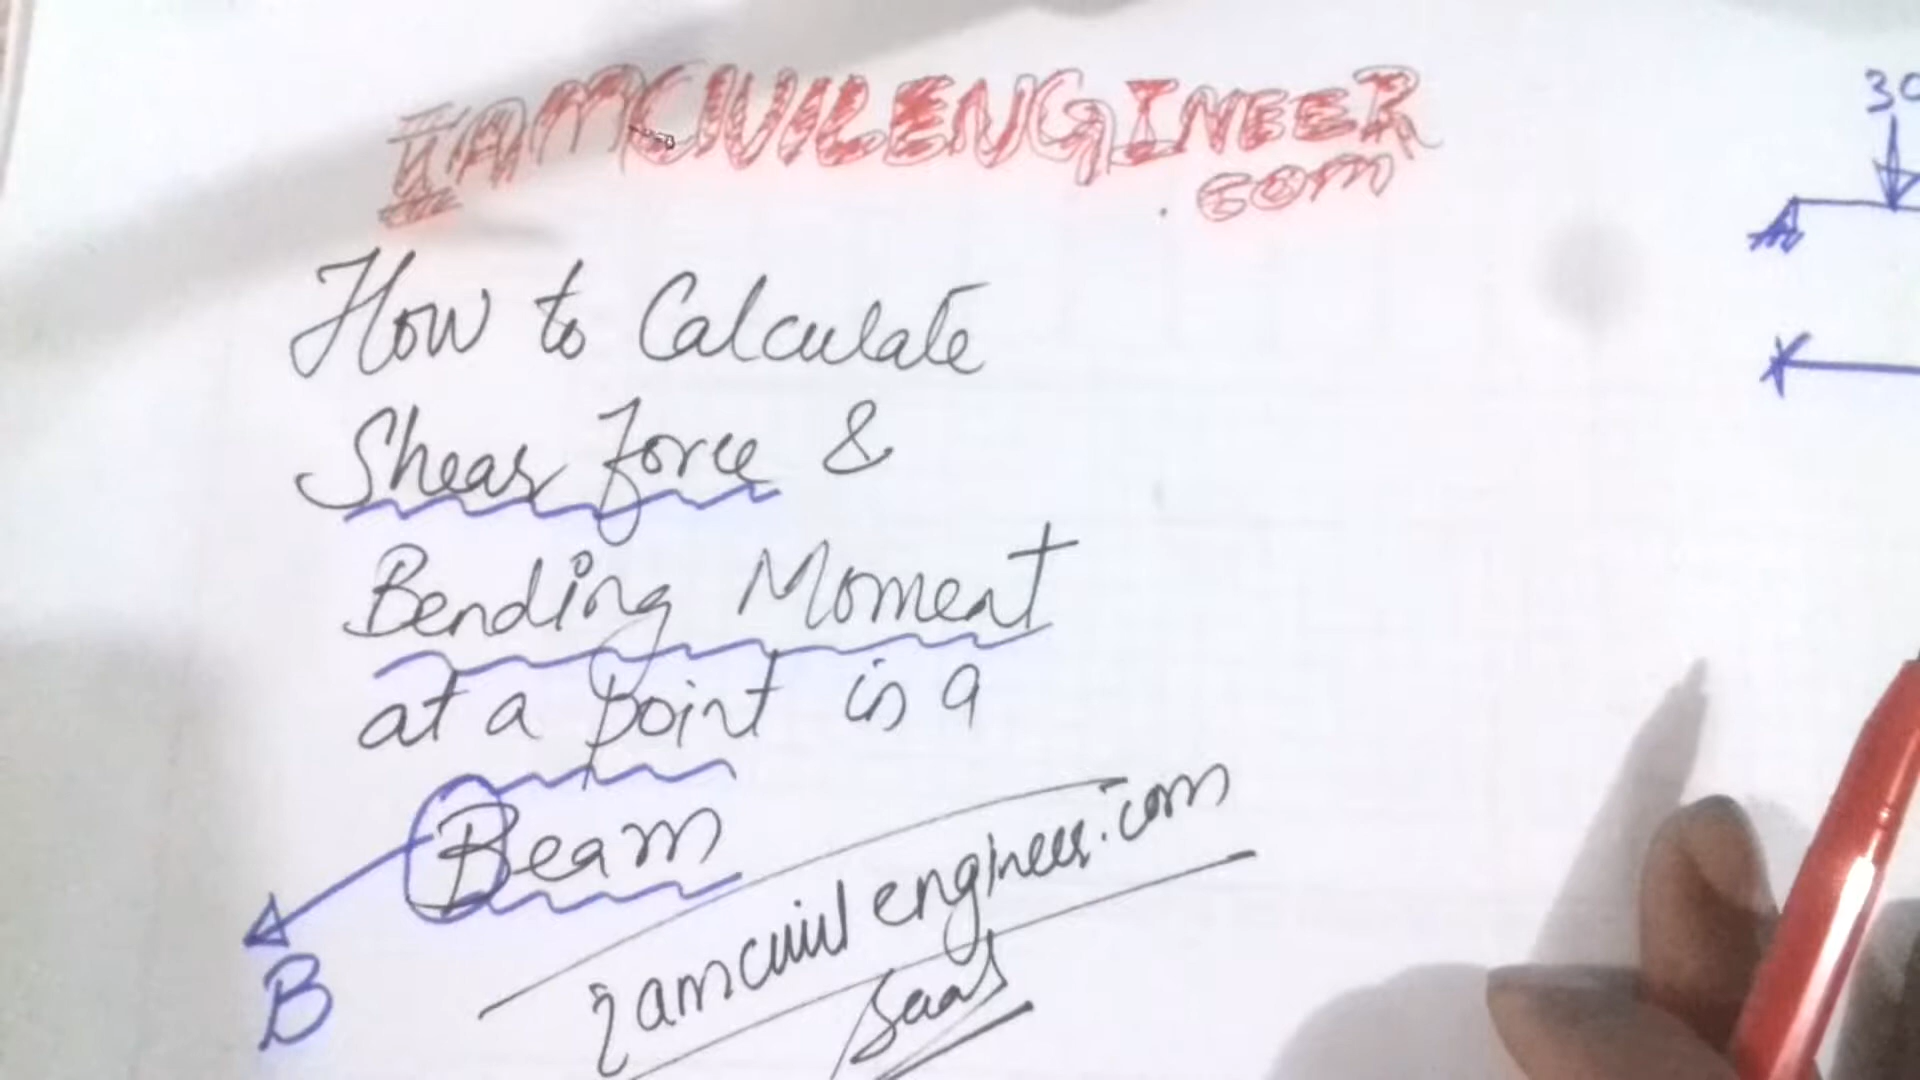 IAMCIVILENGINEER
.com
30
How to Calculate
Shear Force &
Bending Moment
at a point in a
Beam
B
iamcivilengineer.com